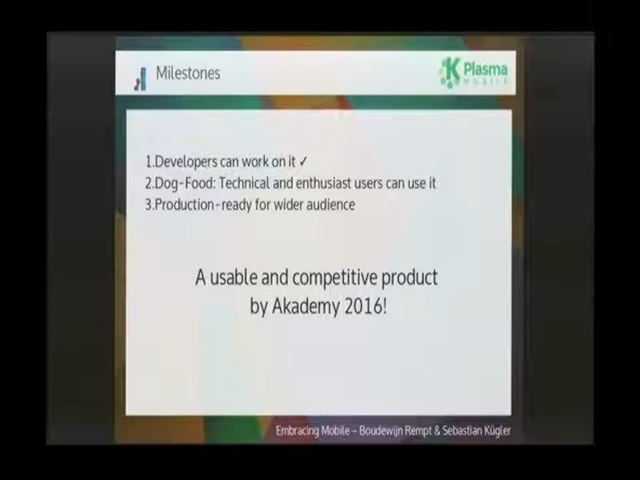 Milestones
K Plasma
MOBILE
1.Developers can work on it ✓
2.Dog-Food: Technical and enthusiast users can use it
3.Production-ready for wider audience
A usable and competitive product
by Akademy 2016!
Embracing Mobile – Boudewijn Rempt & Sebastian Kügler